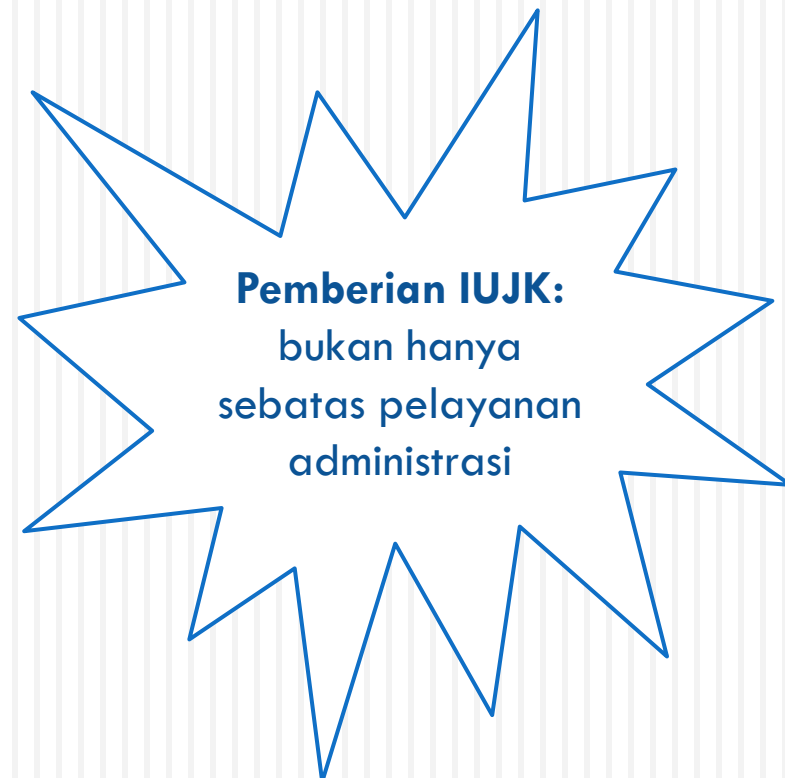 Pemberian IUJK:
bukan hanya
sebatas pelayanan
administrasi